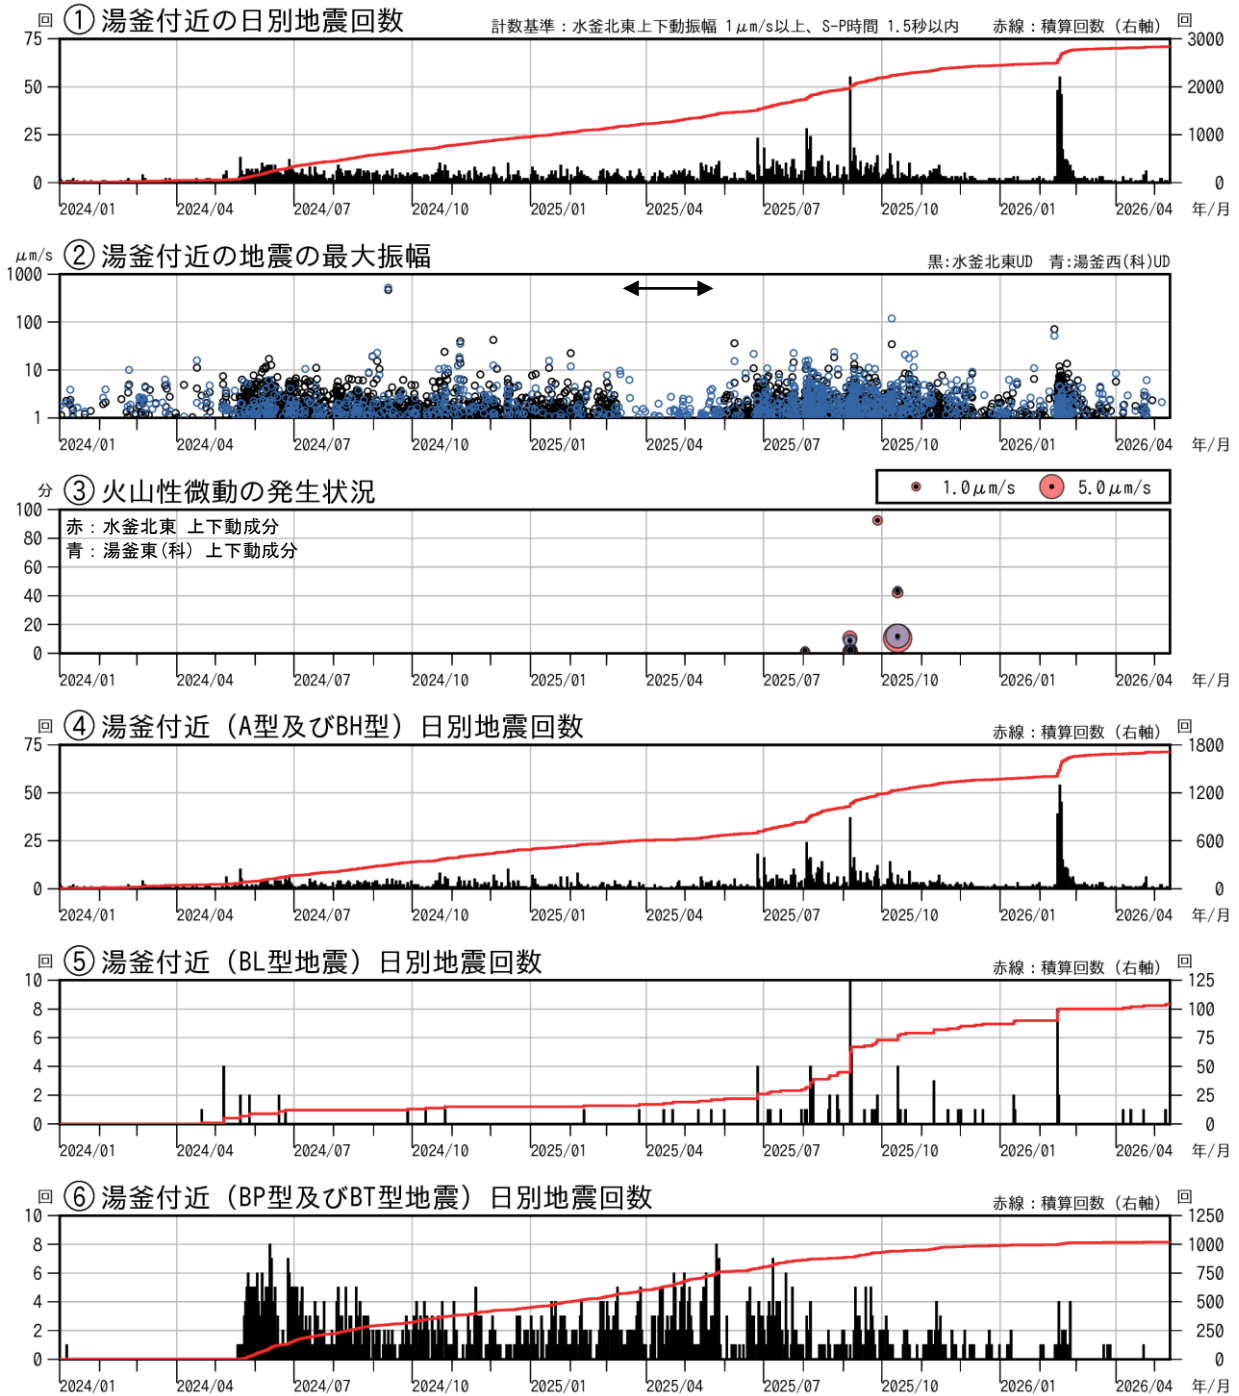 回 ① 湯釜付近の日別地震回数 計数基準：水釜北東上下動振幅 1μm/s以上、S-P時間 1.5秒以内 赤線：積算回数（右軸） 回
75 3000
50 2000
25 1000
0 0
2024/01 2024/04 2024/07 2024/10 2025/01 2025/04 2025/07 2025/10 2026/01 2026/04 年/月
μm/s ② 湯釜付近の地震の最大振幅 黒:水釜北東UD 青:湯釜西(科)UD
1000
100
10
1
2024/01 2024/04 2024/07 2024/10 2025/01 2025/04 2025/07 2025/10 2026/01 2026/04 年/月
分 ③ 火山性微動の発生状況 1.0μm/s 5.0μm/s
100
赤：水釜北東 上下動成分
80
青：湯釜東(科) 上下動成分
60
40
20
0
2024/01 2024/04 2024/07 2024/10 2025/01 2025/04 2025/07 2025/10 2026/01 2026/04 年/月
回 ④ 湯釜付近（A型及びBH型）日別地震回数 赤線：積算回数（右軸） 回
75 1800
50 1200
25 600
0 0
2024/01 2024/04 2024/07 2024/10 2025/01 2025/04 2025/07 2025/10 2026/01 2026/04 年/月
回 ⑤ 湯釜付近（BL型地震）日別地震回数 赤線：積算回数（右軸） 回
10 125
8 100
6 75
4 50
2 25
0 0
2024/01 2024/04 2024/07 2024/10 2025/01 2025/04 2025/07 2025/10 2026/01 2026/04 年/月
回 ⑥ 湯釜付近（BP型及びBT型地震）日別地震回数 赤線：積算回数（右軸） 回
10 1250
8 1000
6 750
4 500
2 250
0 0
2024/01 2024/04 2024/07 2024/10 2025/01 2025/04 2025/07 2025/10 2026/01 2026/04 年/月